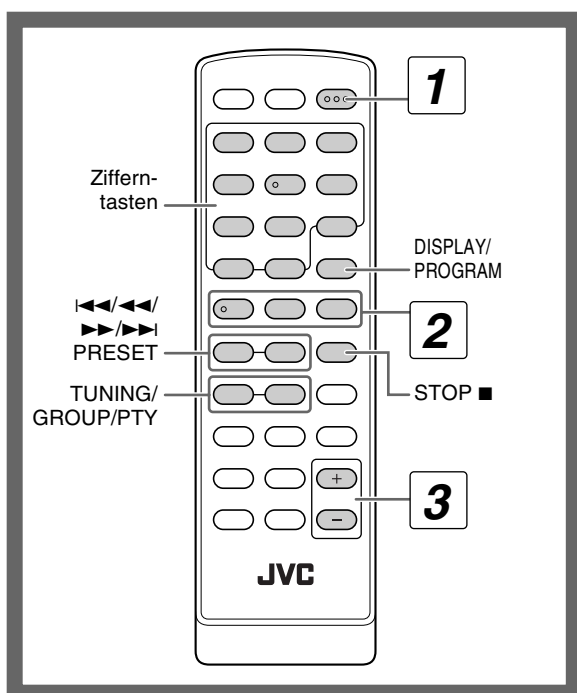 1
Ziffern-
tasten
DISPLAY/
PROGRAM
⏮◀◀/◀◀/
▶▶/▶▶⏭
PRESET
2
TUNING/
GROUP/PTY
STOP ■
+
3
–
JVC